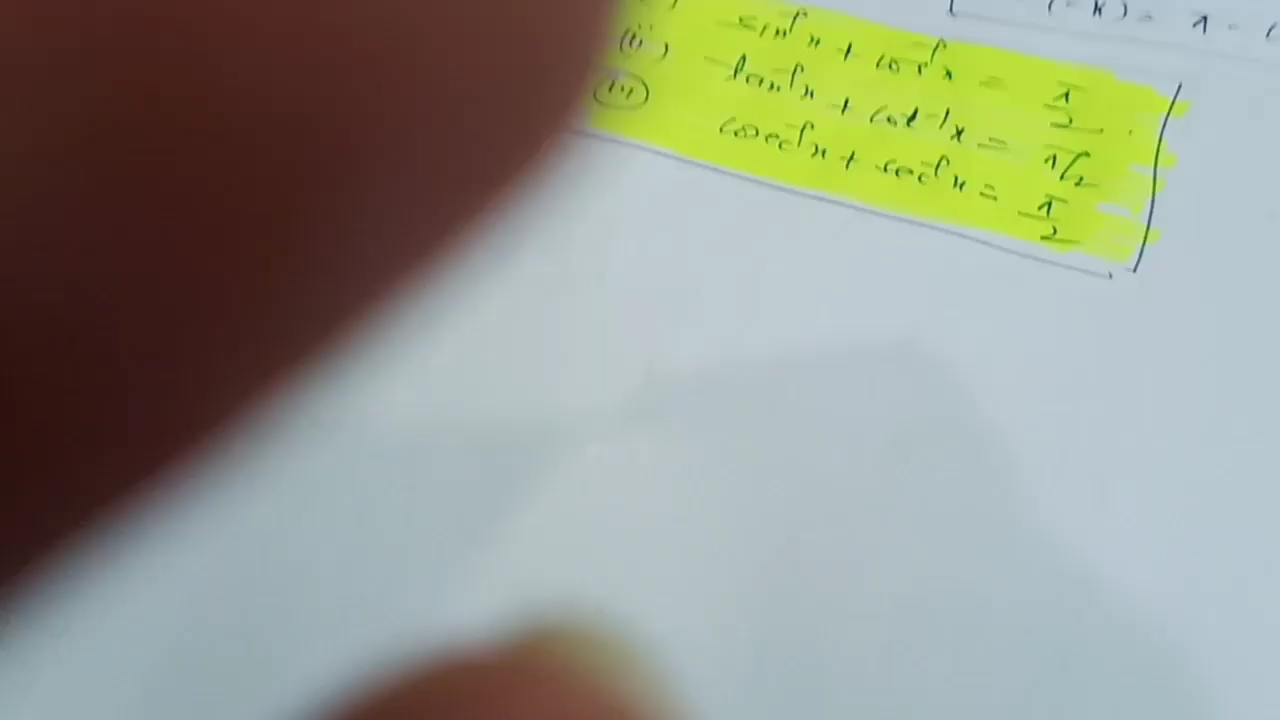 (-x) = π - (
sin⁻¹x + cos⁻¹x = π/2
(ii) tan⁻¹x + cot⁻¹x = π/2
(iii) cosec⁻¹x + sec⁻¹x = π/2